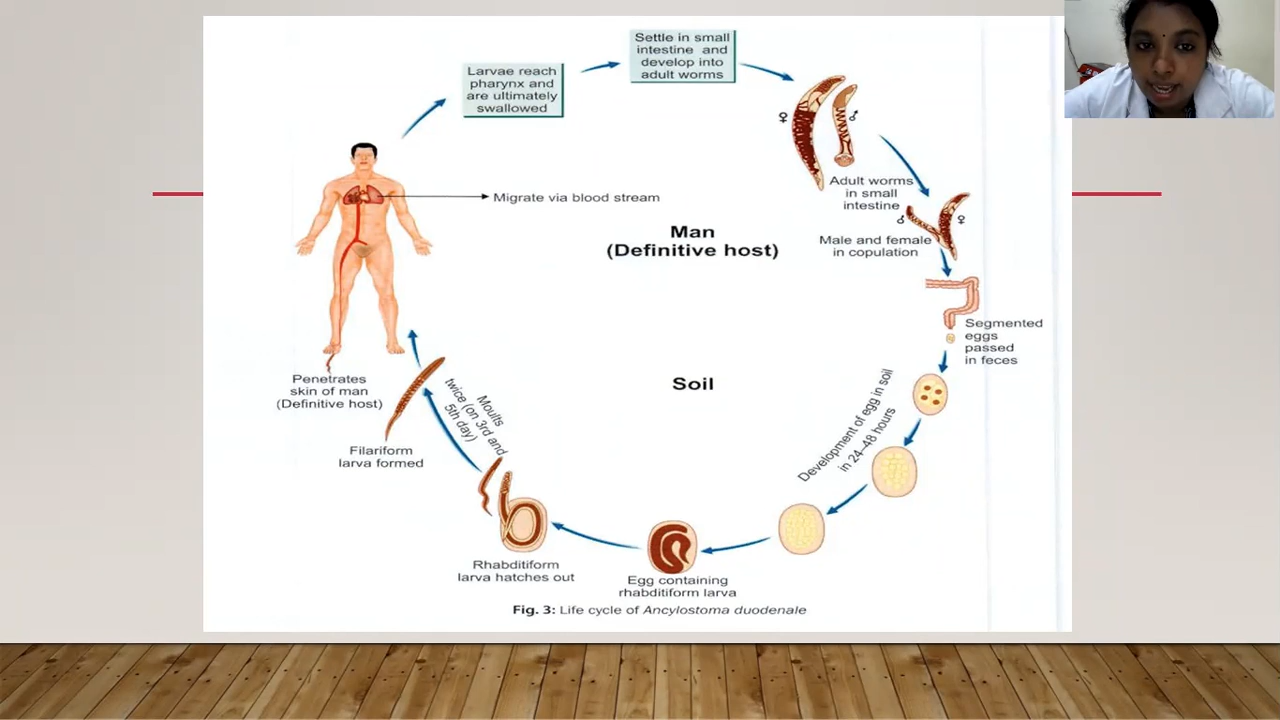 Settle in small
intestine and
develop into
adult worms
Larvae reach
pharynx and
are ultimately
swallowed
♀
♂
Adult worms
in small
intestine
Migrate via blood stream
♂
♀
Man
(Definitive host)
Male and female
in copulation
Segmented
eggs
passed
in feces
Soil
Development of egg in soil
in 24–48 hours
Penetrates
skin of man
(Definitive host)
Moults
twice (on 3rd and
5th day)
Filariform
larva formed
Rhabditiform
larva hatches out
Egg containing
rhabditiform larva
Fig. 3: Life cycle of Ancylostoma duodenale